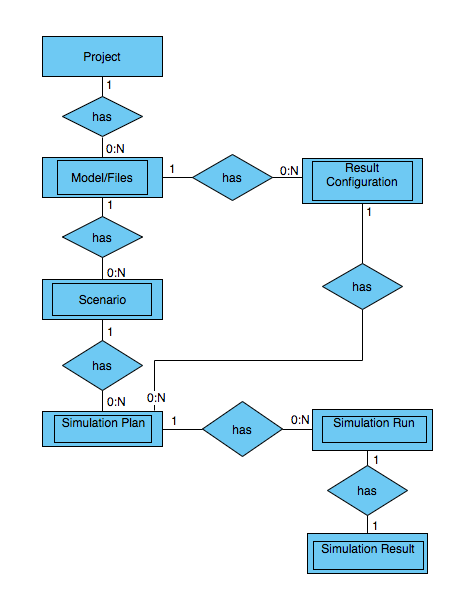 Project
1
has
0:N
Model/Files
1
has
0:N
Result
Configuration
1
has
0:N
1
has
Scenario
1
has
0:N
0:N
Simulation Plan
1
has
0:N
Simulation Run
1
has
1
Simulation Result